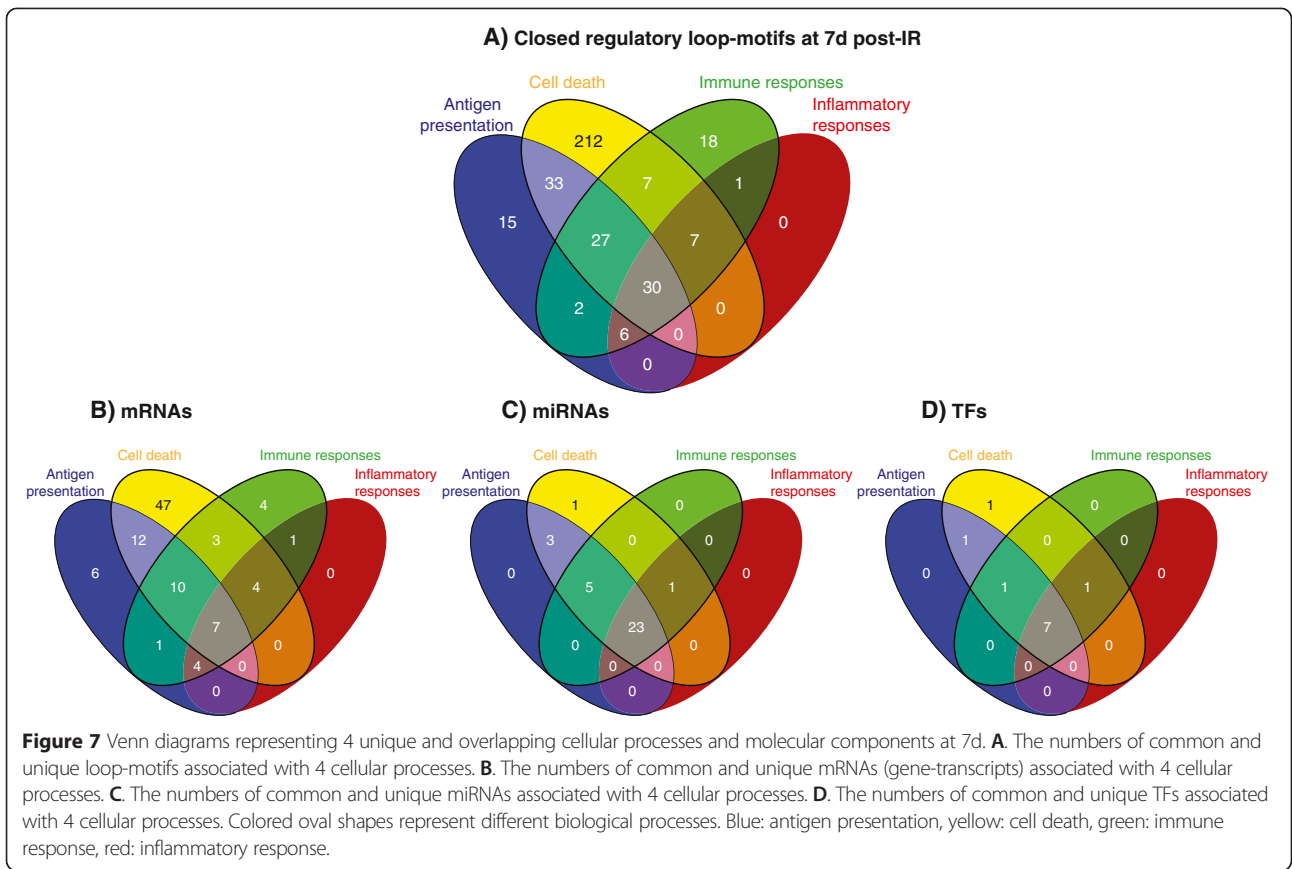 A) Closed regulatory loop-motifs at 7d post-IR
Cell death
Immune responses
Antigen
presentation
Inflammatory
responses
212
18
33
7
1
15
0
27
7
30
2
0
6
0
0
B) mRNAs
Cell death
Immune responses
Antigen
presentation
Inflammatory
responses
47
4
12
3
1
6
0
10
4
7
1
0
4
0
0
C) miRNAs
Cell death
Immune responses
Antigen
presentation
Inflammatory
responses
1
0
3
0
0
0
0
5
1
23
0
0
0
0
0
D) TFs
Cell death
Immune responses
Antigen
presentation
Inflammatory
responses
1
0
1
0
0
0
0
1
1
7
0
0
0
0
0
Figure 7 Venn diagrams representing 4 unique and overlapping cellular processes and molecular components at 7d. A. The numbers of common and
unique loop-motifs associated with 4 cellular processes. B. The numbers of common and unique mRNAs (gene-transcripts) associated with 4 cellular
processes. C. The numbers of common and unique miRNAs associated with 4 cellular processes. D. The numbers of common and unique TFs associated
with 4 cellular processes. Colored oval shapes represent different biological processes. Blue: antigen presentation, yellow: cell death, green: immune
response, red: inflammatory response.